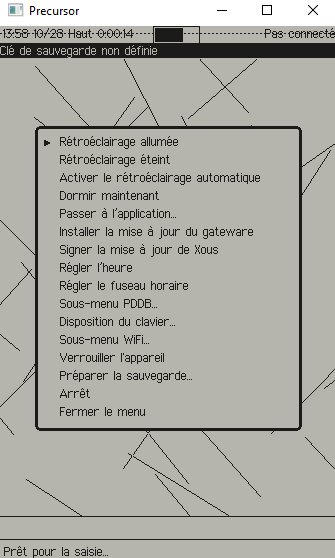 Precursor
13:58 10/28 Haut 0:00:14 Pas connecté
Clé de sauvegarde non définie
Rétroéclairage allumée
Rétroéclairage éteint
Activer le rétroéclairage automatique
Dormir maintenant
Passer à l'application...
Installer la mise à jour du gateware
Signer la mise à jour de Xous
Régler l'heure
Régler le fuseau horaire
Sous-menu PDDB...
Disposition du clavier...
Sous-menu WiFi...
Verrouiller l'appareil
Préparer la sauvegarde...
Arrêt
Fermer le menu
Prêt pour la saisie...